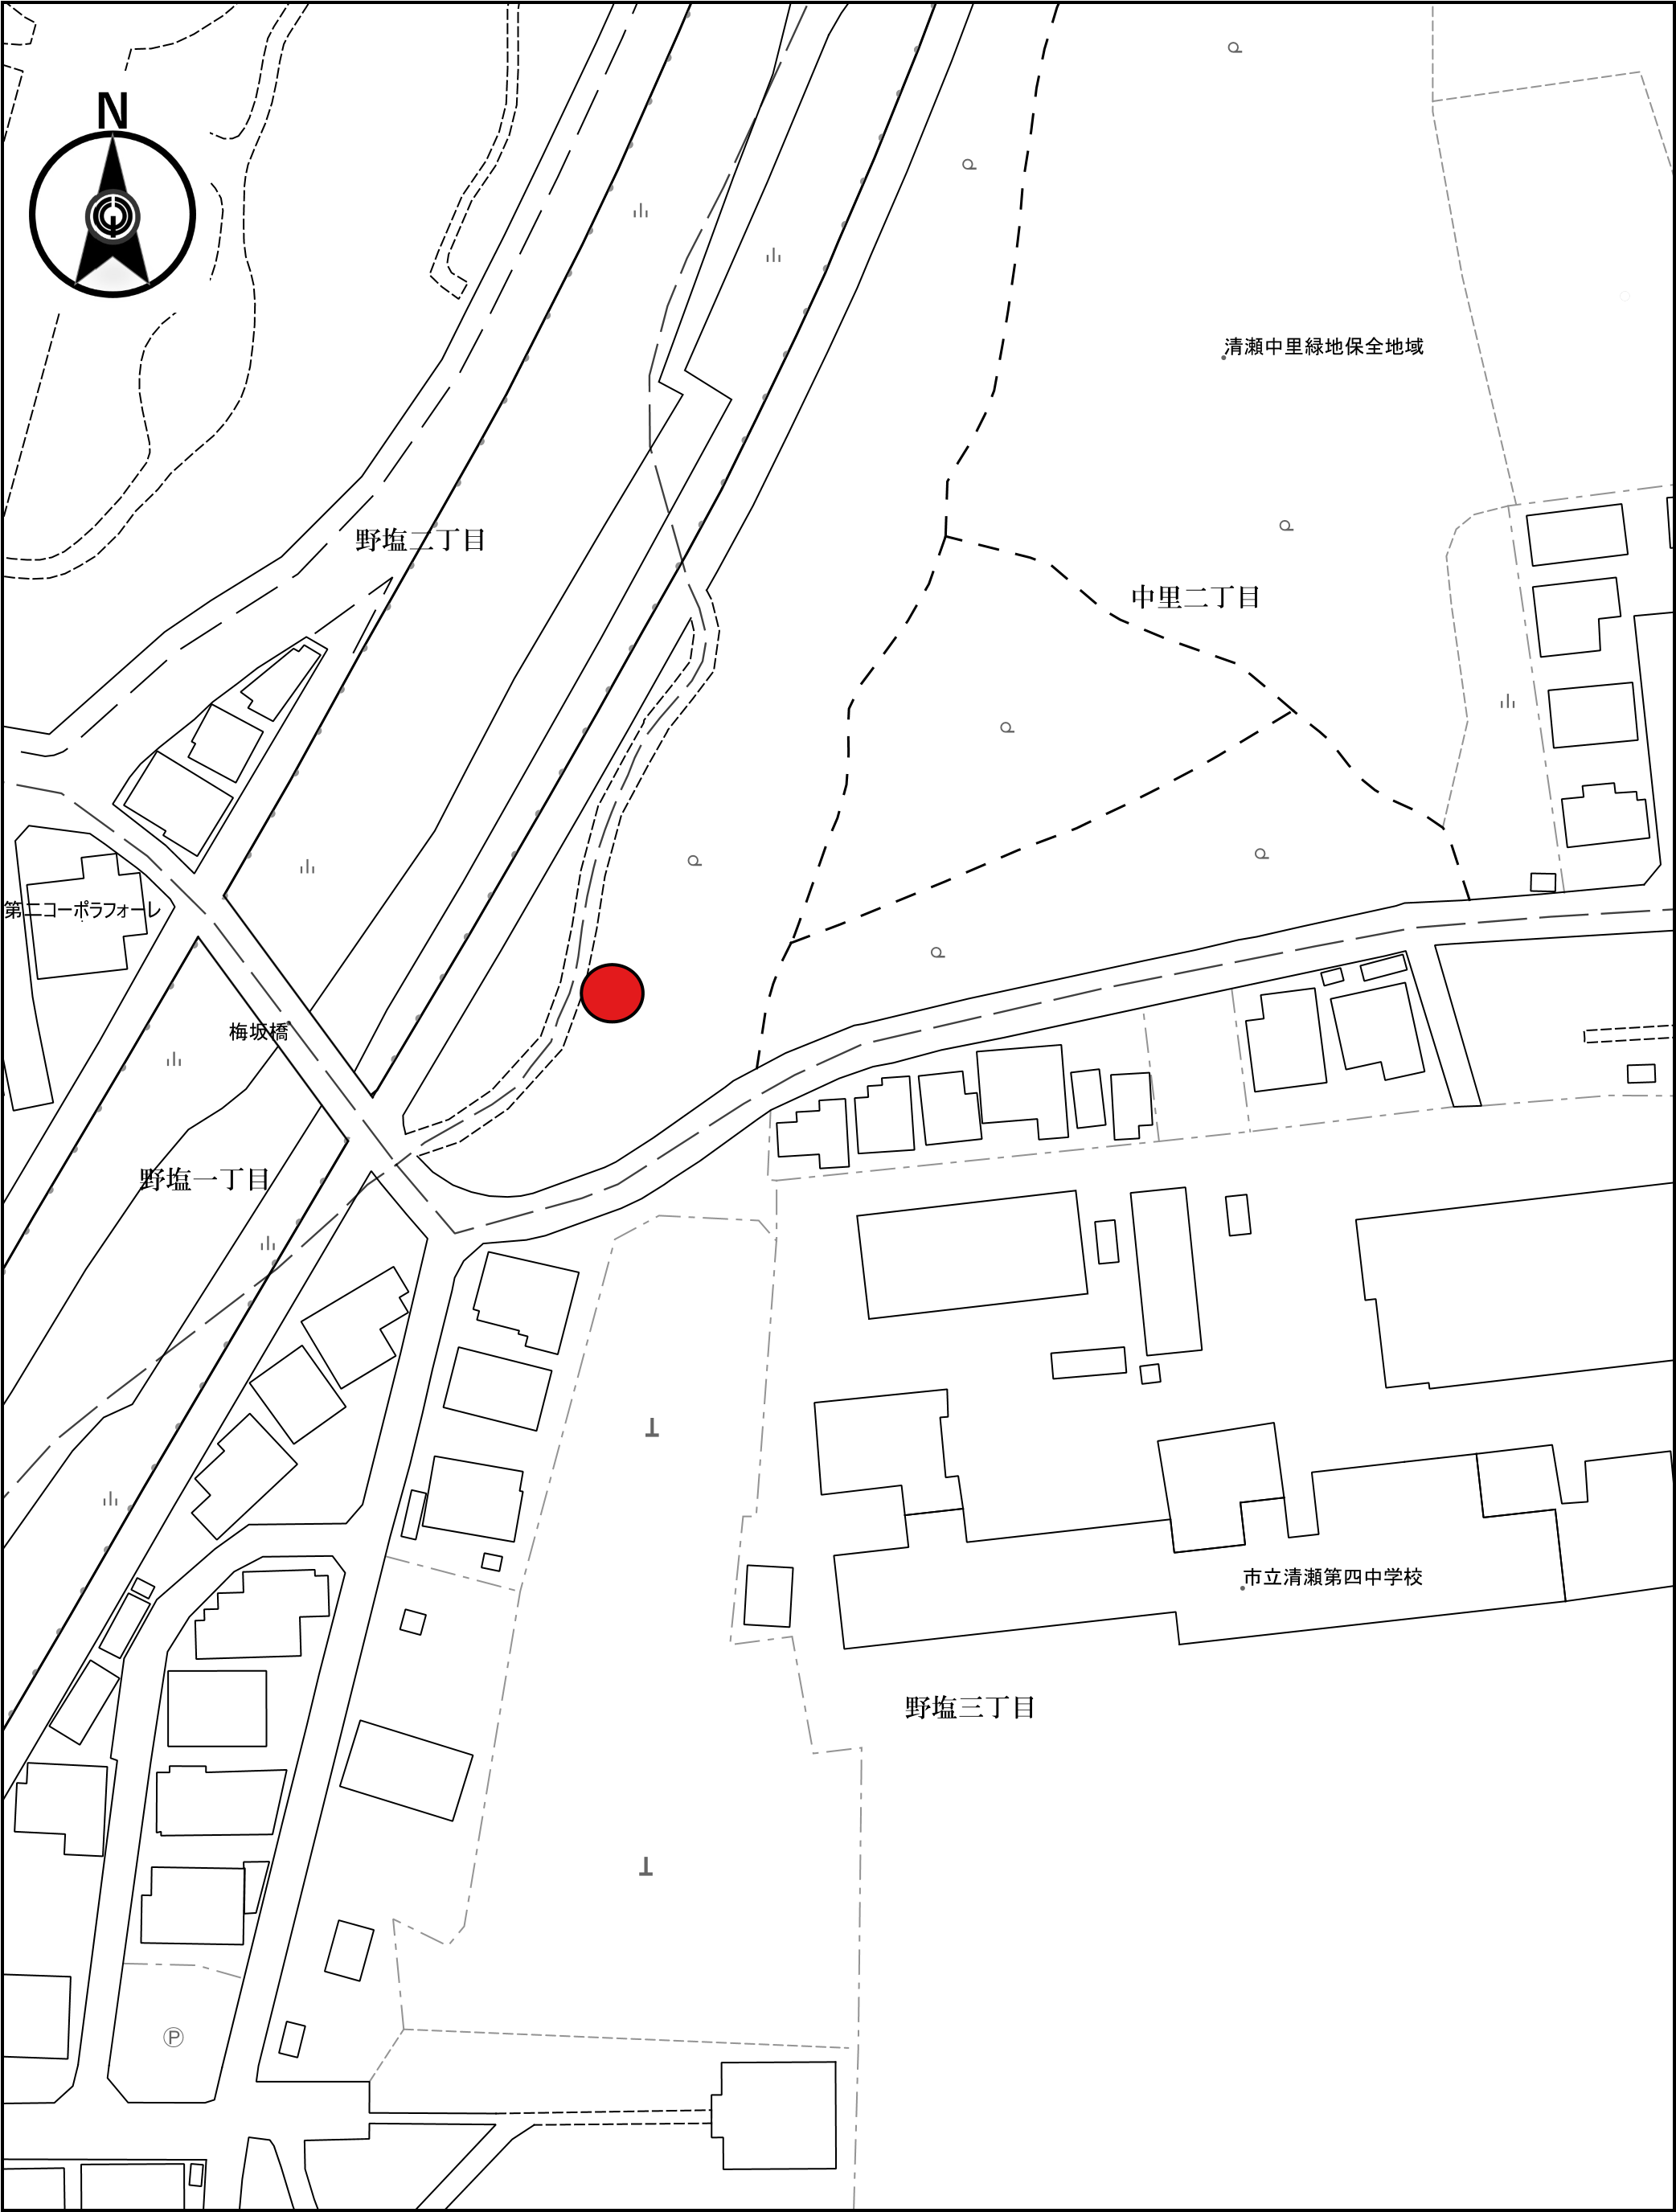 N
清瀬中里緑地保全地域
野塩二丁目
中里二丁目
第二コーポラフォーレ
梅坂橋
野塩一丁目
市立清瀬第四中学校
野塩三丁目
P